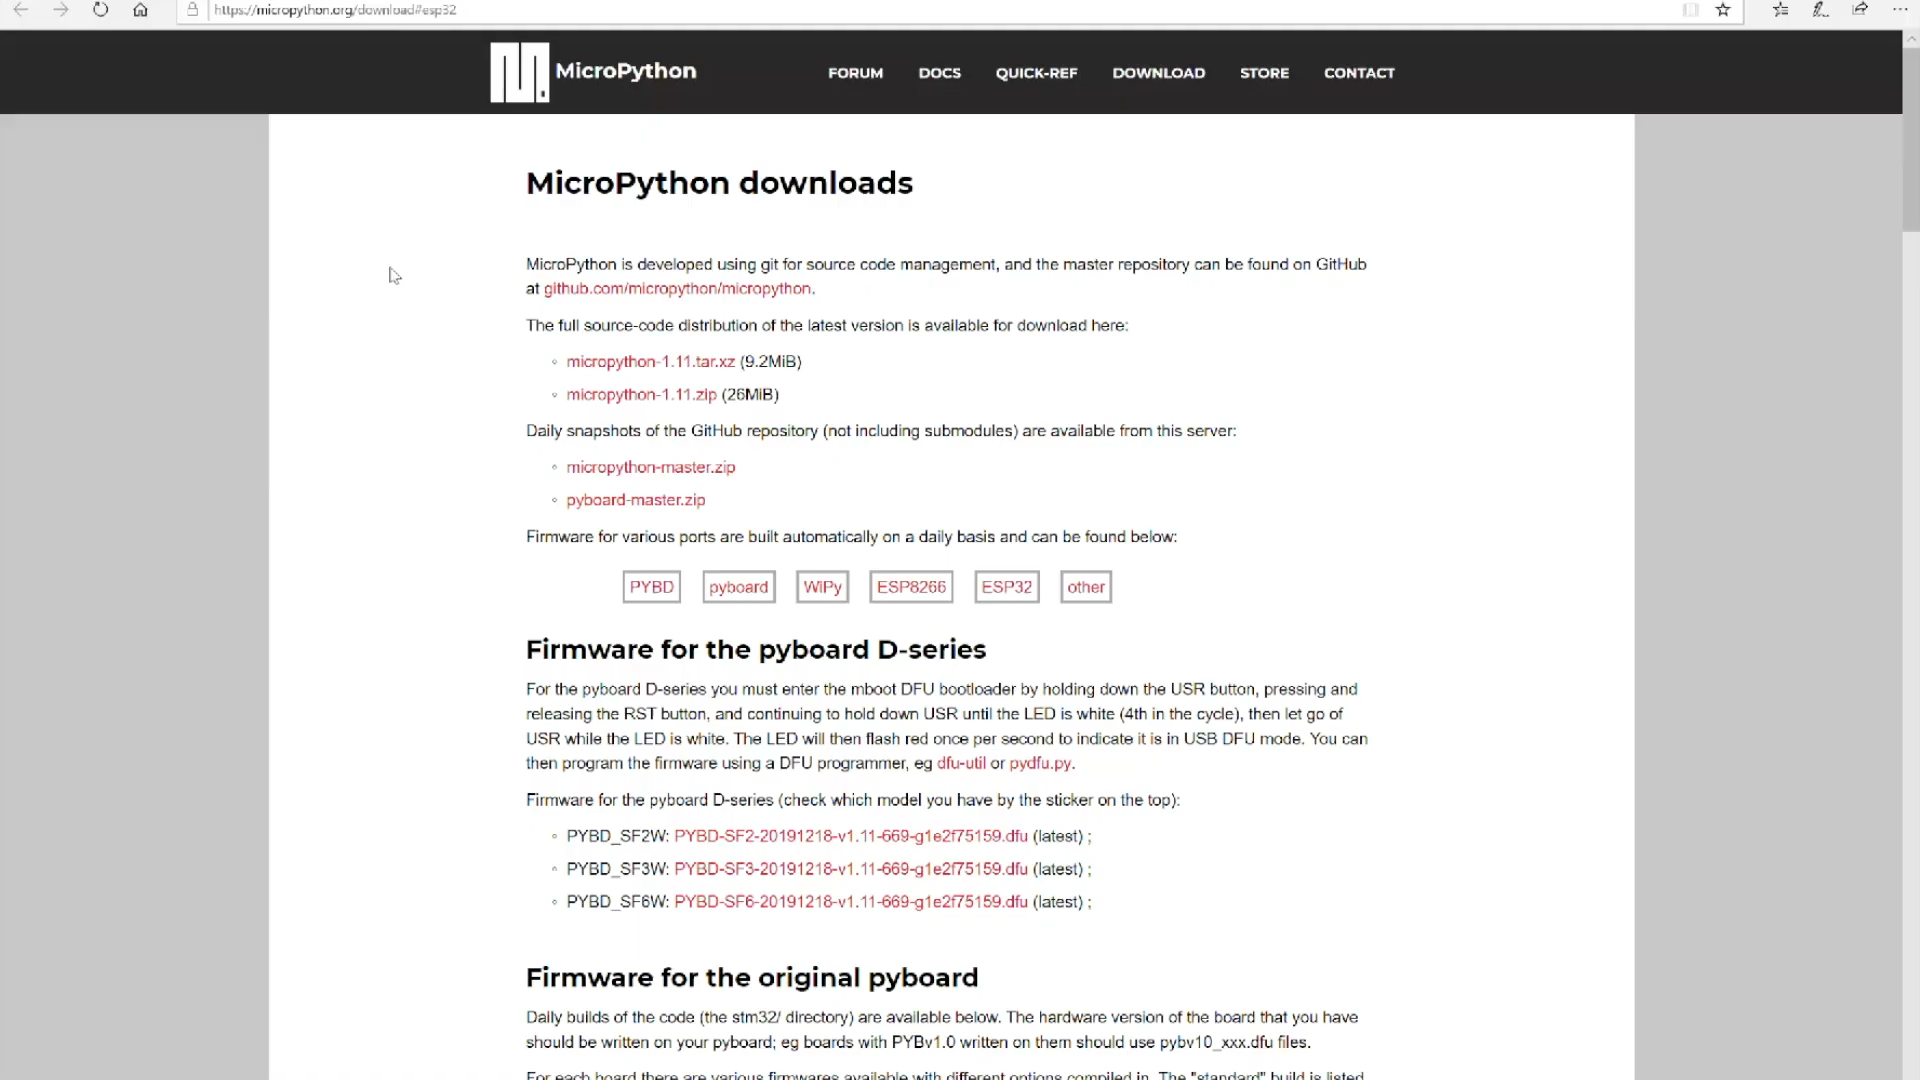 https://micropython.org/download#esp32
MicroPython
FORUM DOCS QUICK-REF DOWNLOAD STORE CONTACT
MicroPython downloads
MicroPython is developed using git for source code management, and the master repository can be found on GitHub
at github.com/micropython/micropython.
The full source-code distribution of the latest version is available for download here:
micropython-1.11.tar.xz (9.2MiB)
micropython-1.11.zip (26MiB)
Daily snapshots of the GitHub repository (not including submodules) are available from this server:
micropython-master.zip
pyboard-master.zip
Firmware for various ports are built automatically on a daily basis and can be found below:
PYBD pyboard WiPy ESP8266 ESP32 other
Firmware for the pyboard D-series
For the pyboard D-series you must enter the mboot DFU bootloader by holding down the USR button, pressing and
releasing the RST button, and continuing to hold down USR until the LED is white (4th in the cycle), then let go of
USR while the LED is white. The LED will then flash red once per second to indicate it is in USB DFU mode. You can
then program the firmware using a DFU programmer, eg dfu-util or pydfu.py.
Firmware for the pyboard D-series (check which model you have by the sticker on the top):
PYBD_SF2W: PYBD-SF2-20191218-v1.11-669-g1e2f75159.dfu (latest) ;
PYBD_SF3W: PYBD-SF3-20191218-v1.11-669-g1e2f75159.dfu (latest) ;
PYBD_SF6W: PYBD-SF6-20191218-v1.11-669-g1e2f75159.dfu (latest) ;
Firmware for the original pyboard
Daily builds of the code (the stm32/ directory) are available below. The hardware version of the board that you have
should be written on your pyboard; eg boards with PYBv1.0 written on them should use pybv10_xxx.dfu files.
For each board there are various firmwares available with different options compiled in. The "standard" build is listed